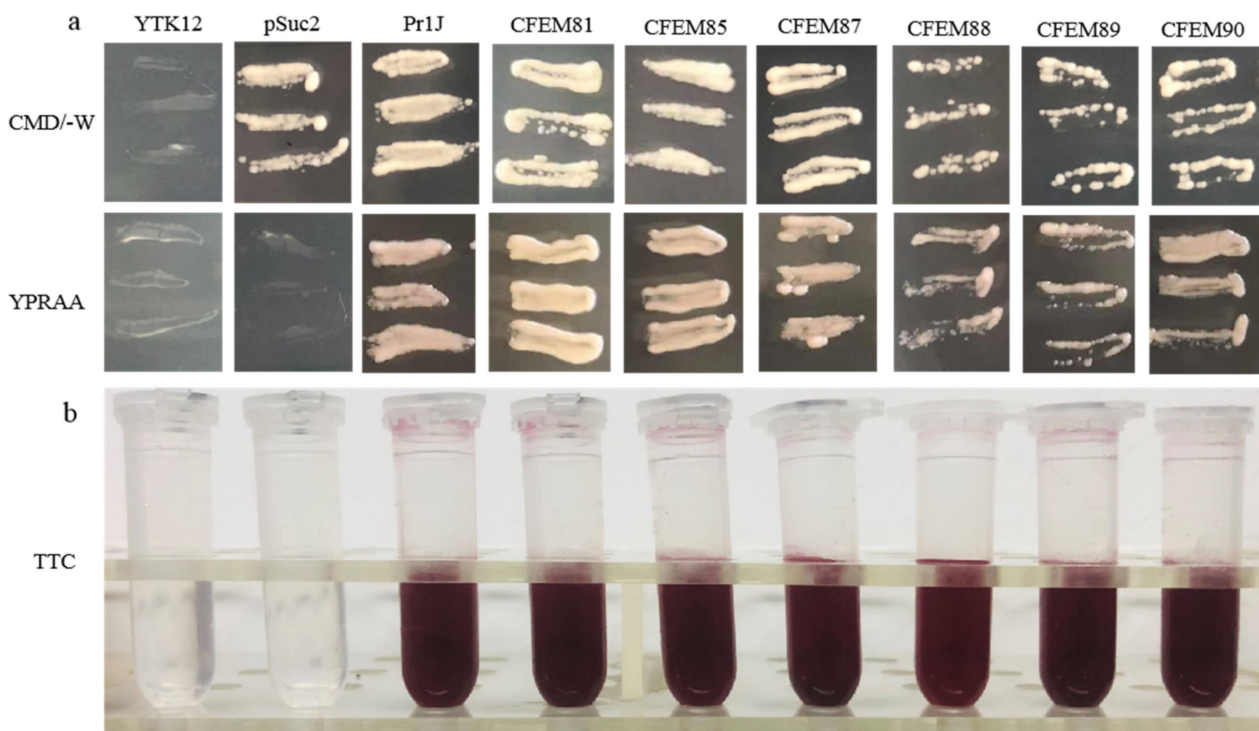 a
YTK12 pSuc2 Pr1J CFEM81 CFEM85 CFEM87 CFEM88 CFEM89 CFEM90
CMD/-W
YPRAA
b
TTC